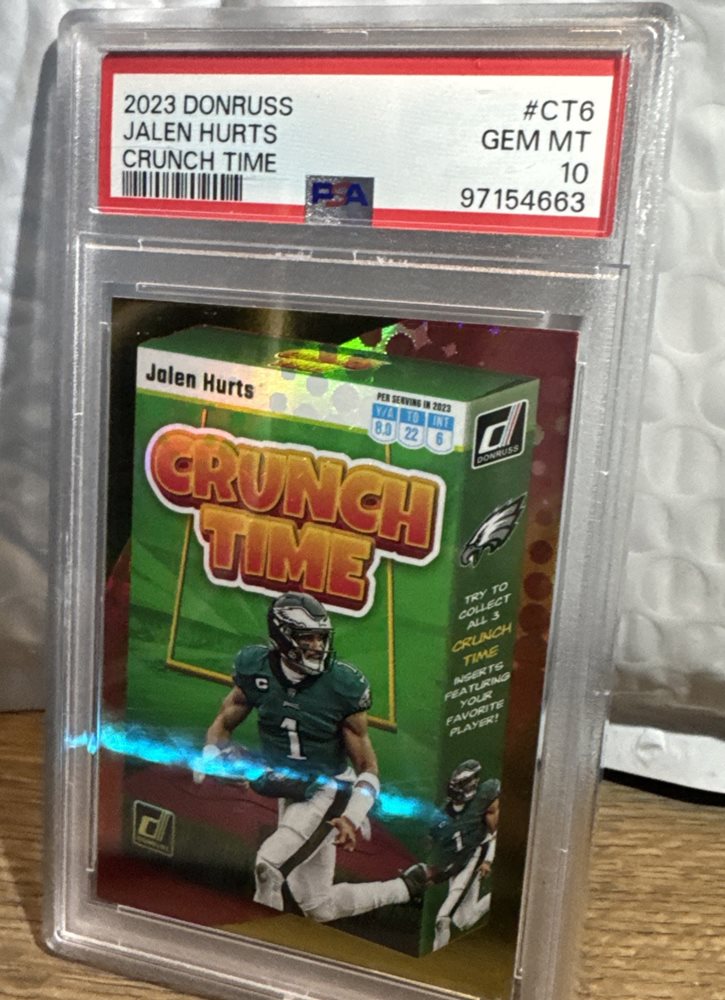 2023 DONRUSS #CT6
JALEN HURTS GEM MT
CRUNCH TIME 10
PSA 97154663
Jalen Hurts
PER SERVING IN 2023
Y/A TD INT
8.0 22 6
d
DONRUSS
CRUNCH
TIME
TRY TO
COLLECT
ALL 3
CRUNCH
TIME
INSERTS
FEATURING
YOUR
FAVORITE
PLAYER!
C
1
1
1
d
DONRUSS